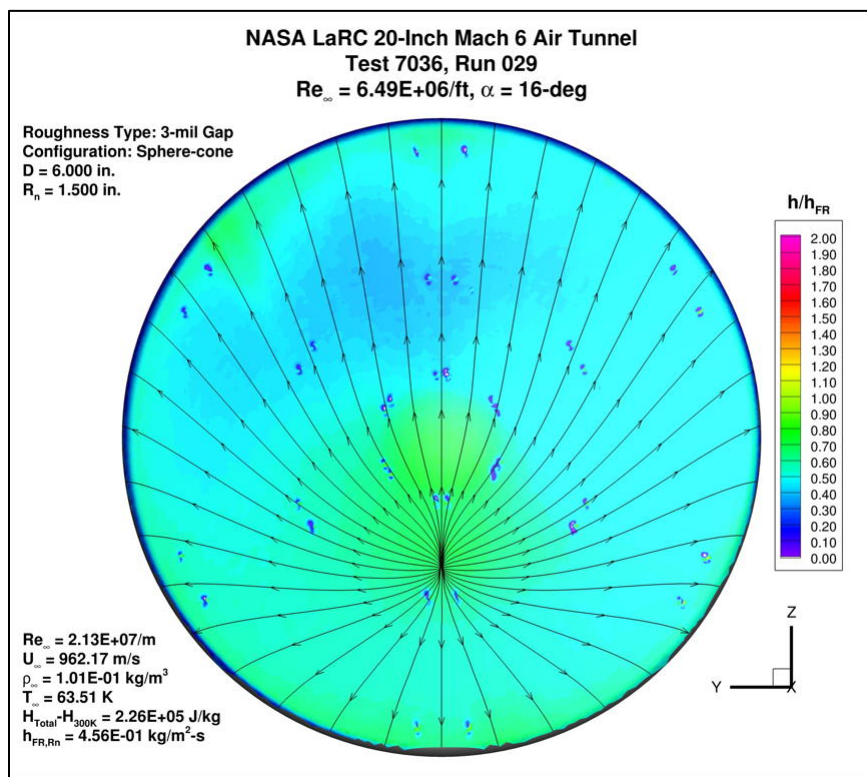 NASA LaRC 20-Inch Mach 6 Air Tunnel
Test 7036, Run 029
Re∞ = 6.49E+06/ft, α = 16-deg
Roughness Type: 3-mil Gap
Configuration: Sphere-cone
D = 6.000 in.
Rn = 1.500 in.
h/hFR
2.00
1.90
1.80
1.70
1.60
1.50
1.40
1.30
1.20
1.10
1.00
0.90
0.80
0.70
0.60
0.50
0.40
0.30
0.20
0.10
0.00
Z
Y
X
Re∞ = 2.13E+07/m
U∞ = 962.17 m/s
ρ∞ = 1.01E-01 kg/m³
T∞ = 63.51 K
HTotal-H300K = 2.26E+05 J/kg
hFR,Rn = 4.56E-01 kg/m²-s